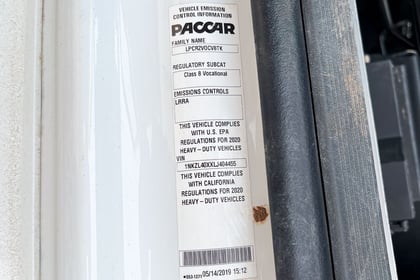 VEHICLE EMISSION
CONTROL INFORMATION
PACCAR
FAMILY NAME
LPCR2VOCVBTK
REGULATORY SUBCAT
Class 8 Vocational
EMISSIONS CONTROLS
LRRA
THIS VEHICLE COMPLIES
WITH U.S. EPA
REGULATIONS FOR 2020
HEAVY – DUTY VEHICLES
VIN
1NKZL40XXLJ404455
THIS VEHICLE COMPLIES
WITH CALIFORNIA
REGULATIONS FOR 2020
HEAVY – DUTY VEHICLES
05/14/2019 15:12